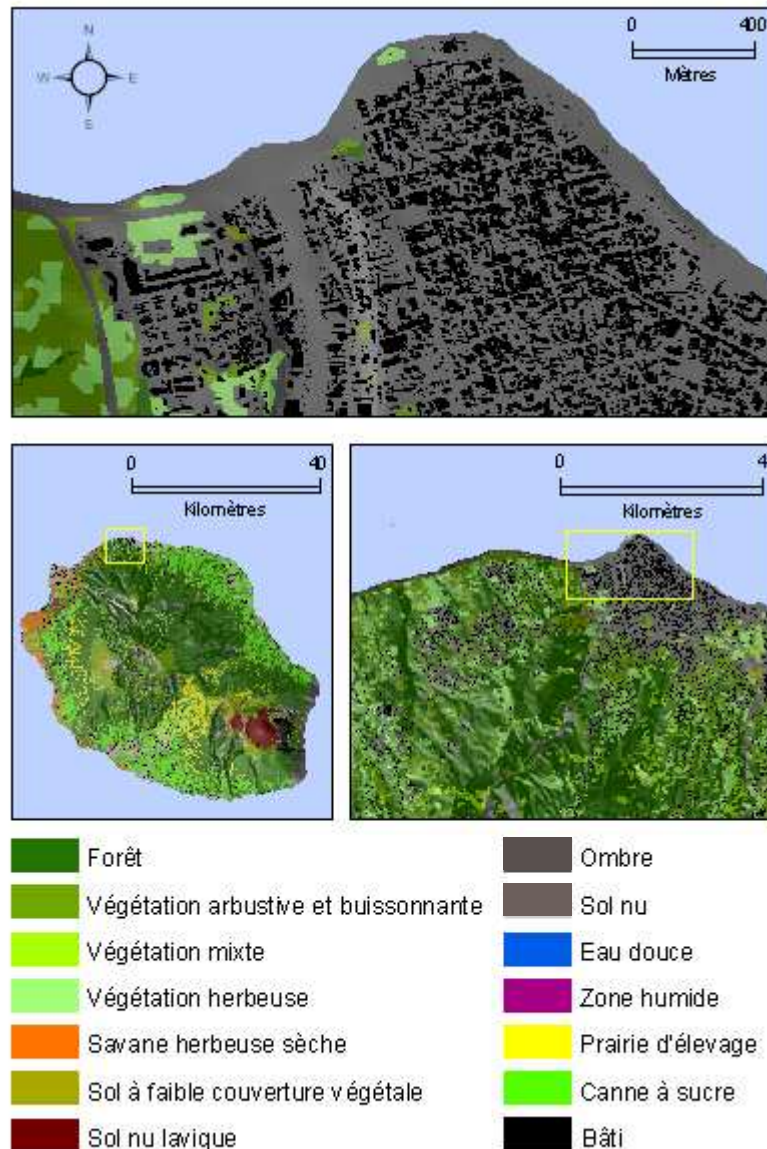 N
W E
S
0 400
Mètres
0 40
Kilomètres
0 4
Kilomètres
Forêt
Végétation arbustive et buissonnante
Végétation mixte
Végétation herbeuse
Savane herbeuse sèche
Sol à faible couverture végétale
Sol nu lavique
Ombre
Sol nu
Eau douce
Zone humide
Prairie d'élevage
Canne à sucre
Bâti